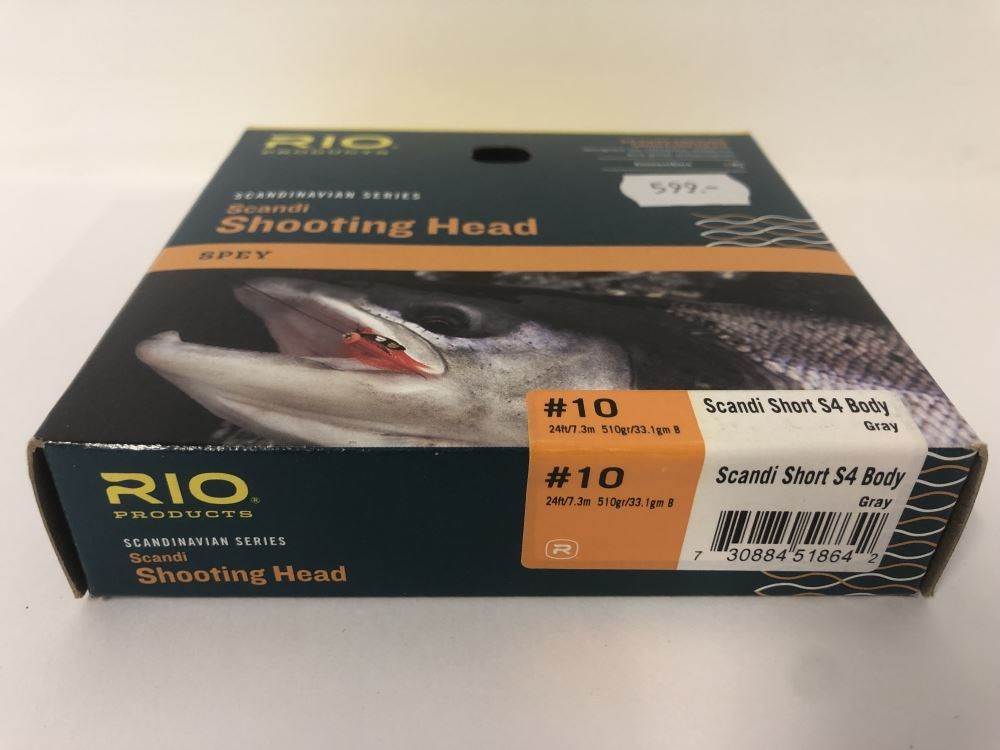 RIO
PRODUCTS
599.-
SCANDINAVIAN SERIES
Scandi
Shooting Head
SPEY
#10
24ft/7.3m 510gr/33.1gm B
Scandi Short S4 Body
Gray
#10
24ft/7.3m 510gr/33.1gm B
Scandi Short S4 Body
Gray
R
7 30884 51864 2
RIO®
PRODUCTS
SCANDINAVIAN SERIES
Scandi
Shooting Head